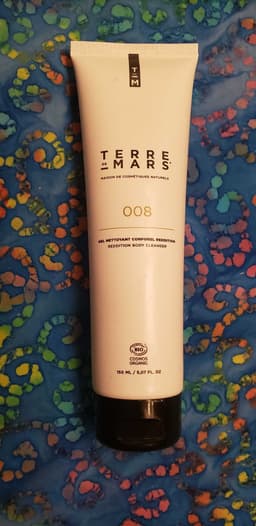 T
M
TERRE
DE MARS
MAISON DE COSMÉTIQUES NATURELS
008
GEL NETTOYANT CORPOREL REDDITION
REDDITION BODY CLEANSER
BIO
COSMOS
ORGANIC
150 ML / 5,07 FL. OZ